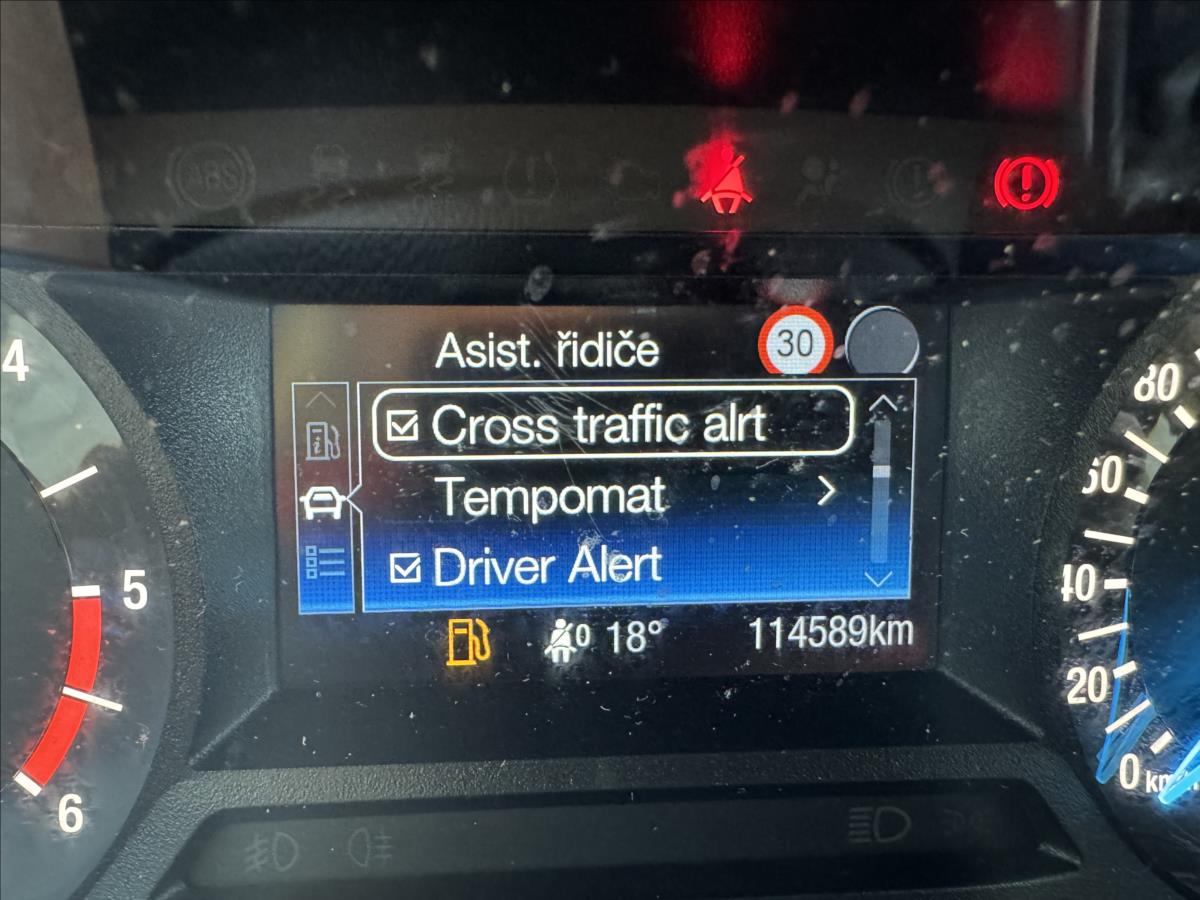 ABS
Asist. řidiče
30
Cross traffic alrt
Tempomat
Driver Alert
0 18°
114589km
4
5
6
80
60
40
20
0